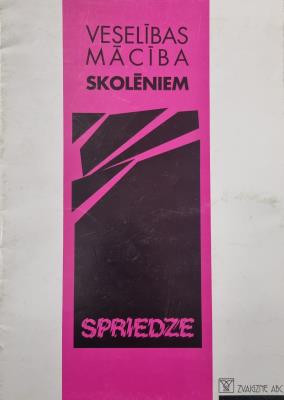 VESELĪBAS
MĀCĪBA
SKOLĒNIEM
SPRIEDZE
ZVAIGZNE ABC